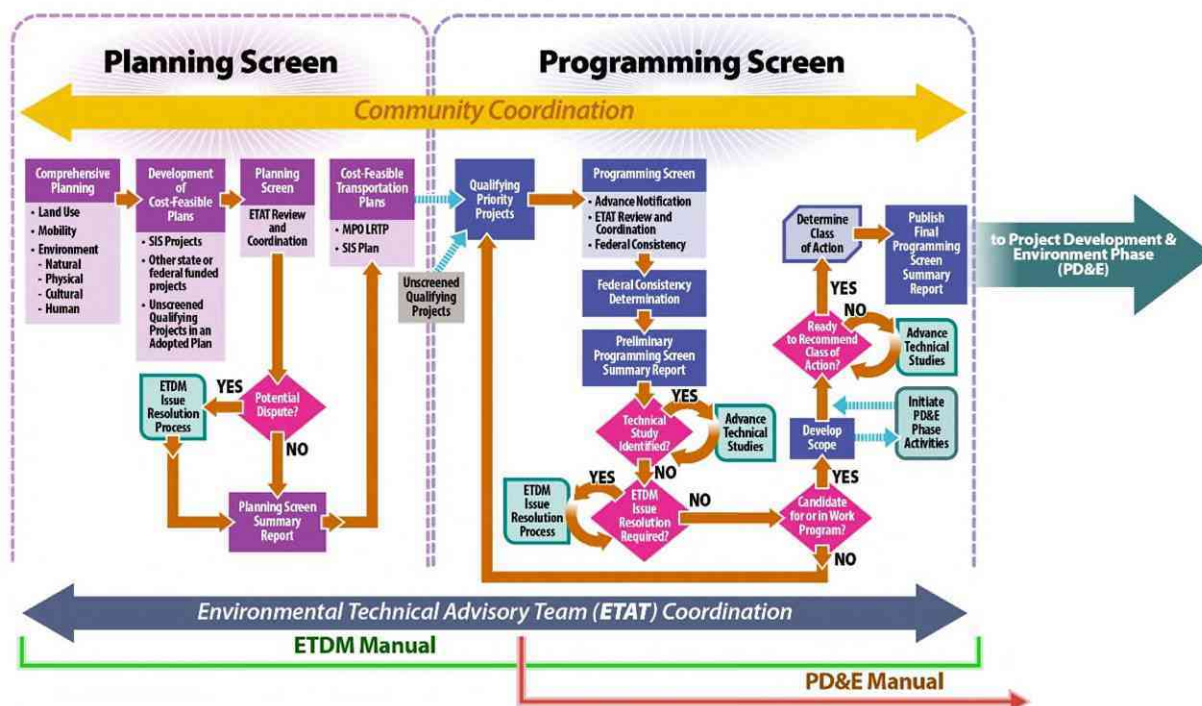 Planning Screen
Programming Screen
Community Coordination
Comprehensive
Planning
• Land Use
• Mobility
• Environment
- Natural
- Physical
- Cultural
- Human
Development
of
Cost-Feasible
Plans
• SIS Projects
• Other state or
federal funded
projects
• Unscreened
Qualifying
Projects in an
Adopted Plan
Planning
Screen
ETAT Review
and
Coordination
Cost-Feasible
Transportation
Plans
• MPO LRTP
• SIS Plan
ETDM
Issue
Resolution
Process
YES
Potential
Dispute?
NO
Planning Screen
Summary
Report
Qualifying
Priority
Projects
Unscreened
Qualifying
Projects
Programming Screen
• Advance Notification
• ETAT Review and
Coordination
• Federal Consistency
Federal Consistency
Determination
Preliminary
Programming Screen
Summary Report
YES
Technical
Study
Identified?
Advance
Technical
Studies
NO
YES
ETDM
Issue
Resolution
Process
ETDM
Issue
Resolution
Required?
NO
Candidate
for or in Work
Program?
NO
YES
Develop
Scope
Initiate
PD&E
Phase
Activities
Ready
to Recommend
Class of
Action?
NO
Advance
Technical
Studies
YES
Determine
Class
of Action
Publish
Final
Programming
Screen
Summary
Report
to Project Development &
Environment Phase
(PD&E)
Environmental Technical Advisory Team (ETAT) Coordination
ETDM Manual
PD&E Manual